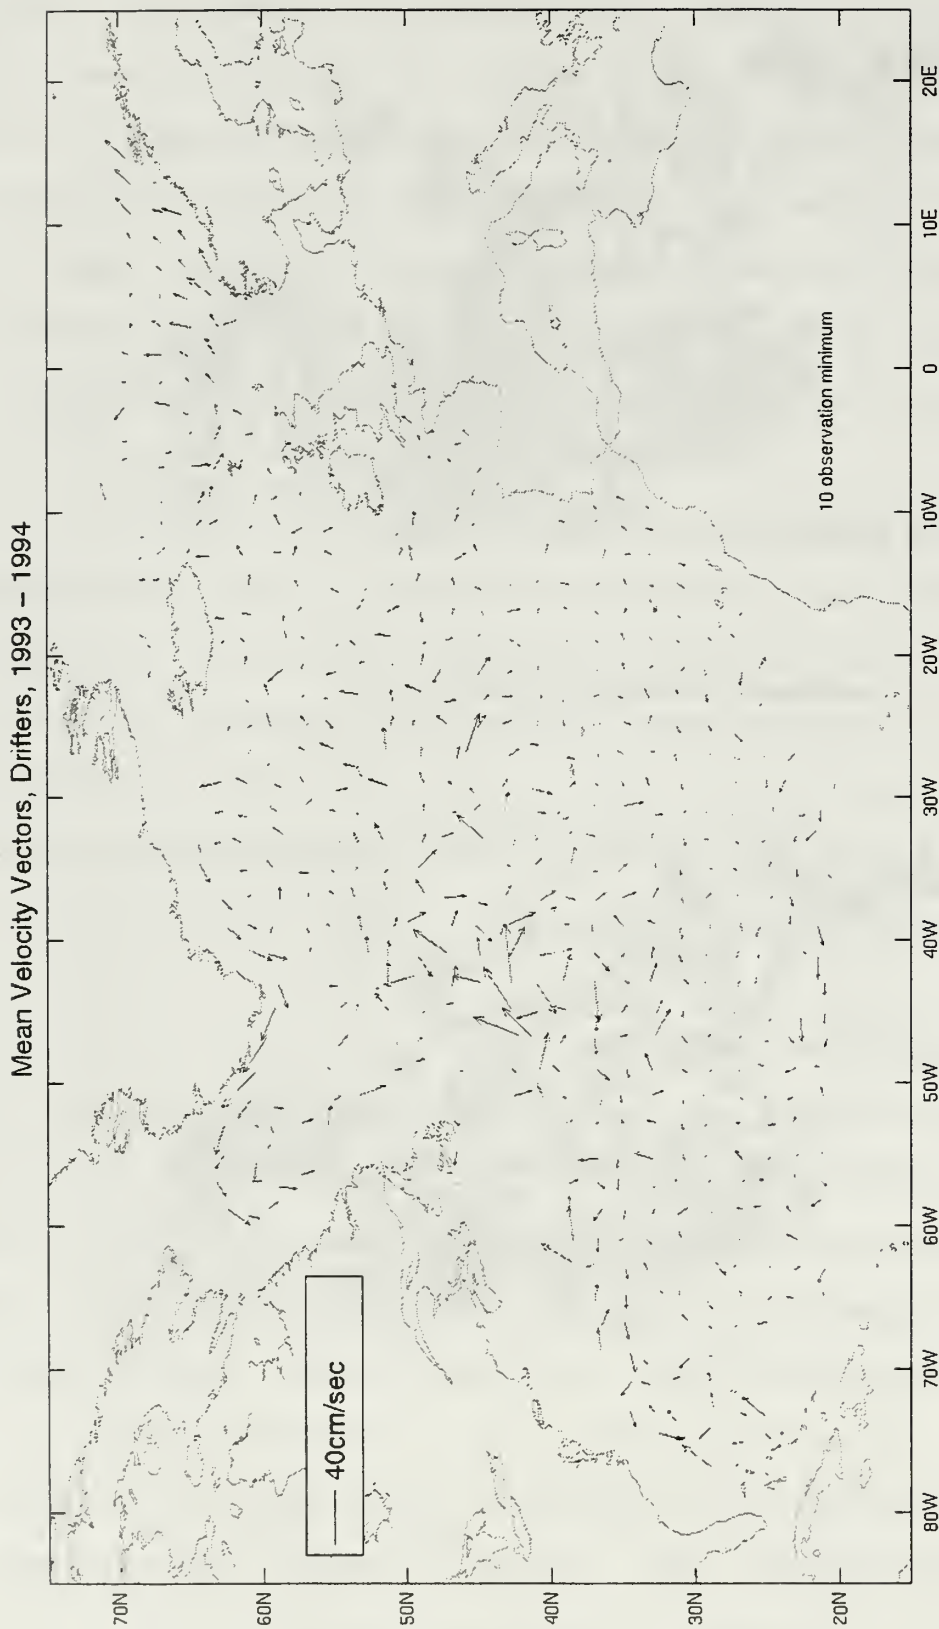 Mean Velocity Vectors, Drifters, 1993 – 1994
70N
60N
50N
40N
30N
20N
40cm/sec
10 observation minimum
80W
70W
60W
50W
40W
30W
20W
10W
0
10E
20E